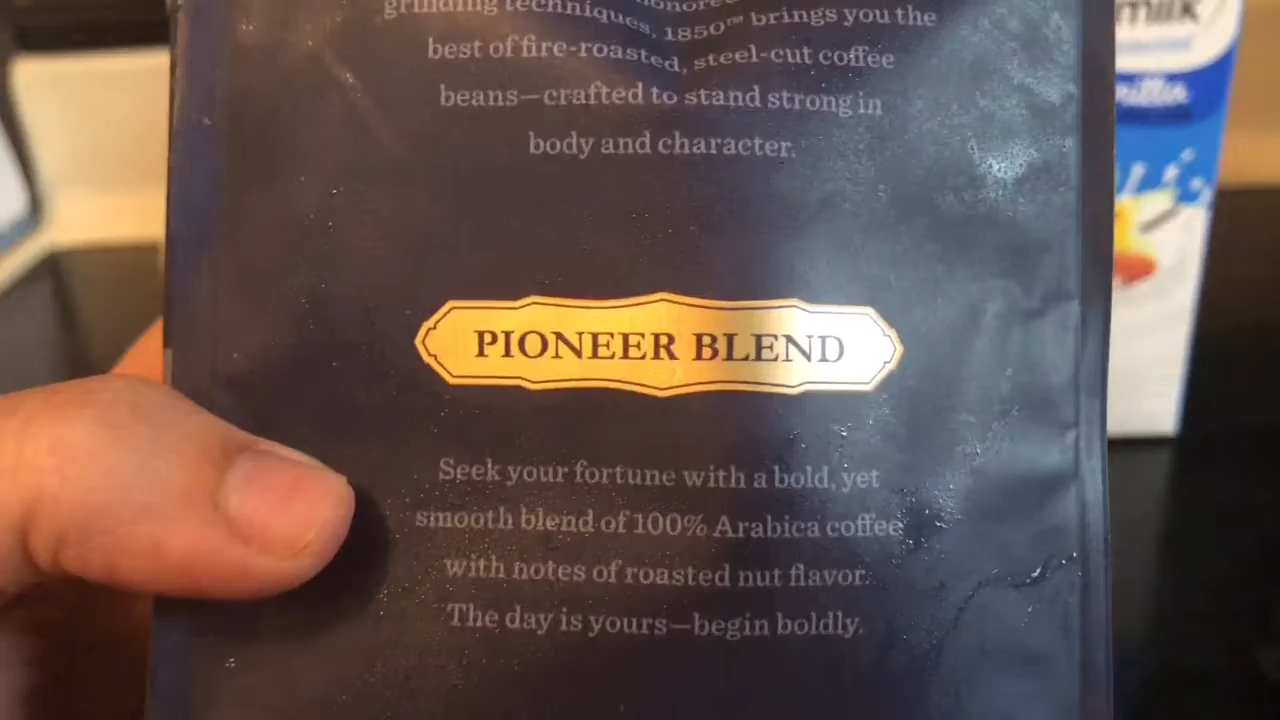 grinding techniques, 1850™ brings you the
best of fire-roasted, steel-cut coffee
beans—crafted to stand strong in
body and character.
PIONEER BLEND
Seek your fortune with a bold, yet
smooth blend of 100% Arabica coffee
with notes of roasted nut flavor.
The day is yours—begin boldly.
milk